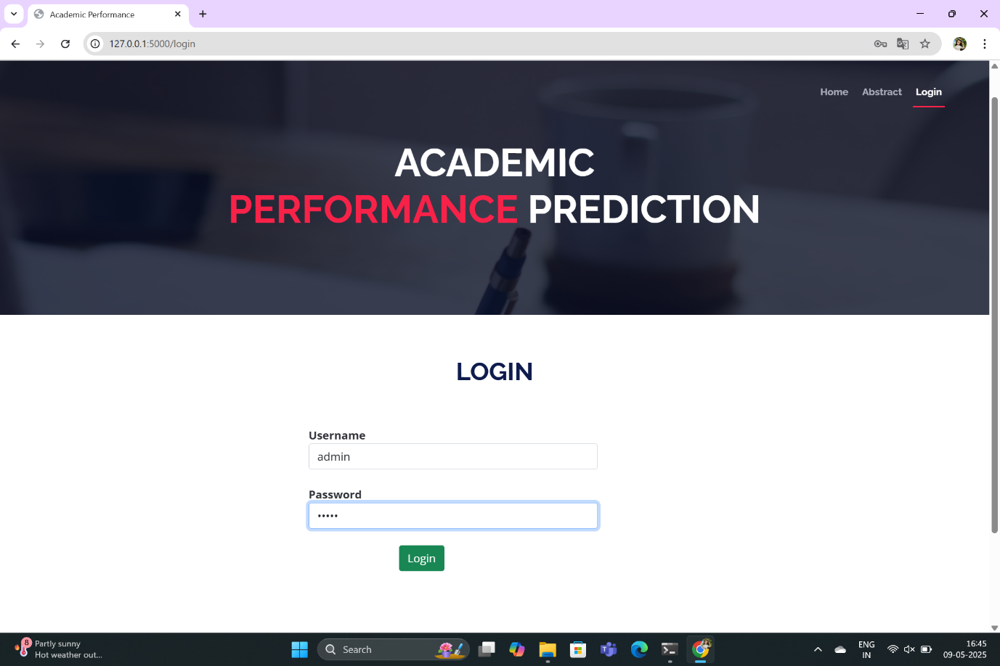 Academic Performance
127.0.0.1:5000/login
Home Abstract Login
ACADEMIC
PERFORMANCE PREDICTION
LOGIN
Username
admin
Password
•••••
Login
8
Partly sunny
Hot weather out...
Search
ENG
IN
16:45
09-05-2025